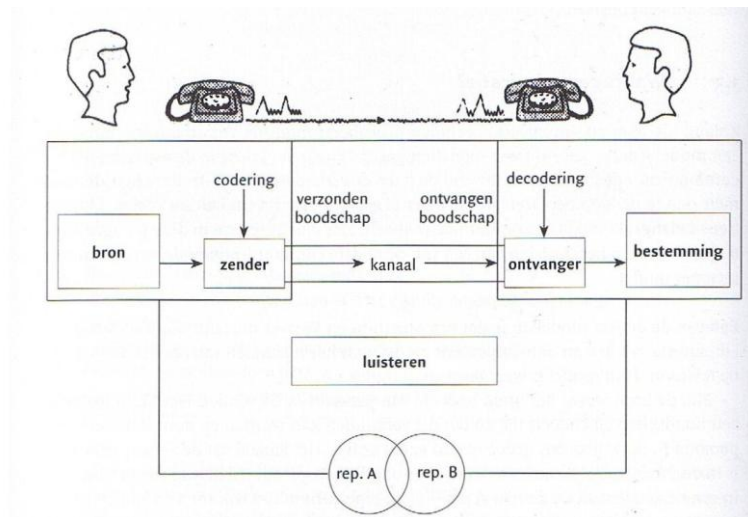 codering
decodering
verzonden
boodschap
ontvangen
boodschap
bron
zender
kanaal
ontvanger
bestemming
luisteren
rep. A
rep. B